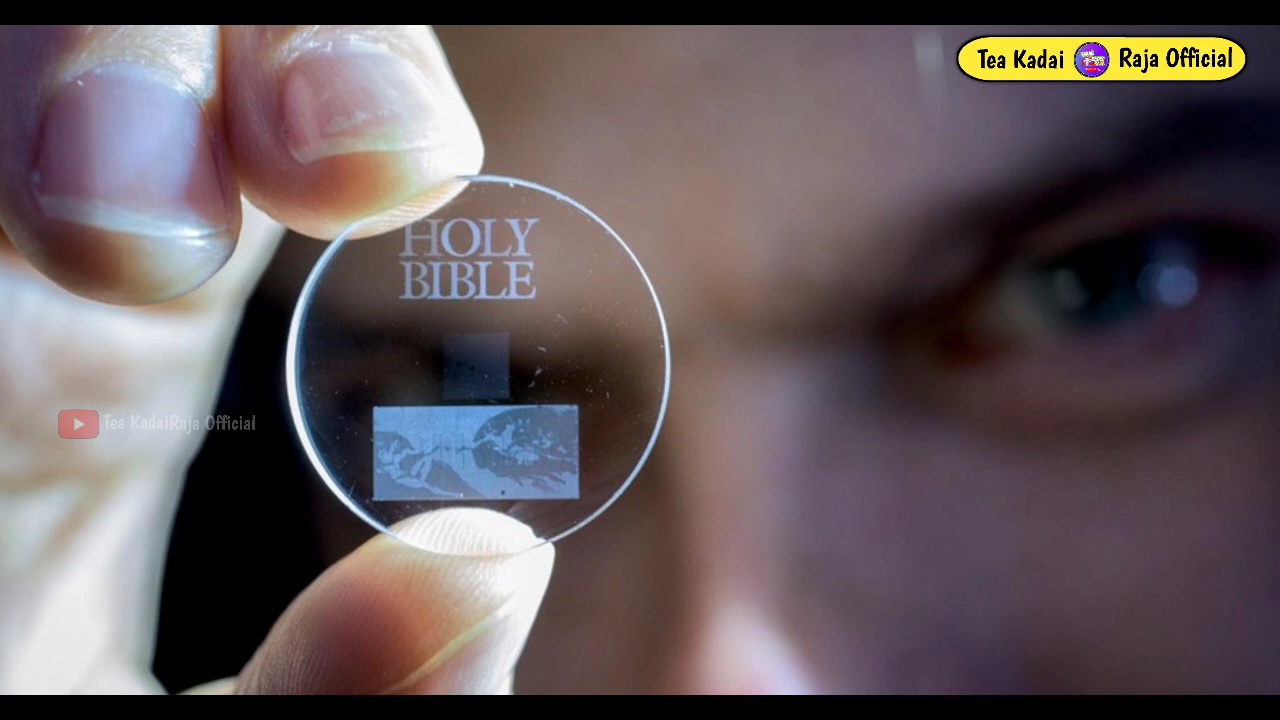 Tea Kadai Raja Official
HOLY
BIBLE
Tea KadaiRaja Official